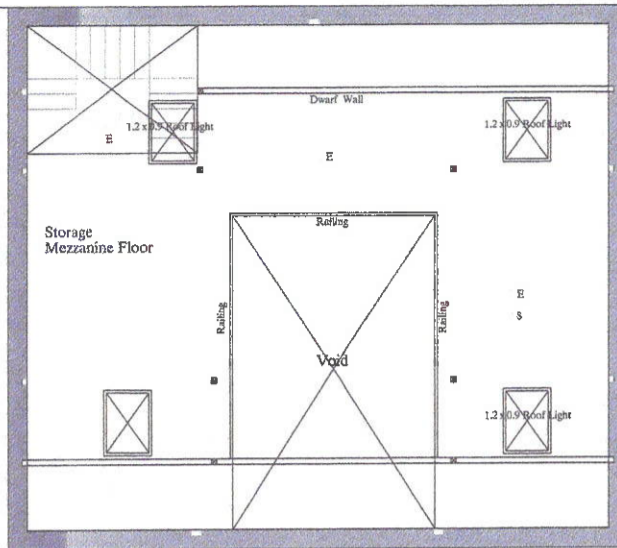 Dwarf Wall
1.2 x 0.9 Roof Light
1.2 x 0.9 Roof Light
E
E
Railing
Storage
Mezzanine Floor
Railing
Railing
E
S
Void
1.2 x 0.9 Roof Light